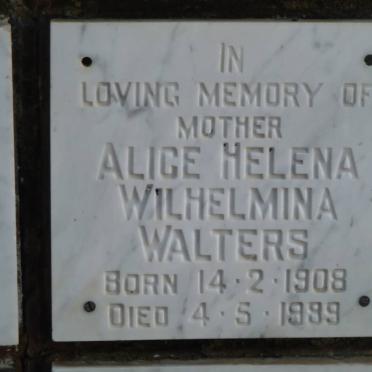 IN
LOVING MEMORY OF
MOTHER
ALICE HELENA
WILHELMINA
WALTERS
BORN 14·2·1908
DIED 4·5·1999